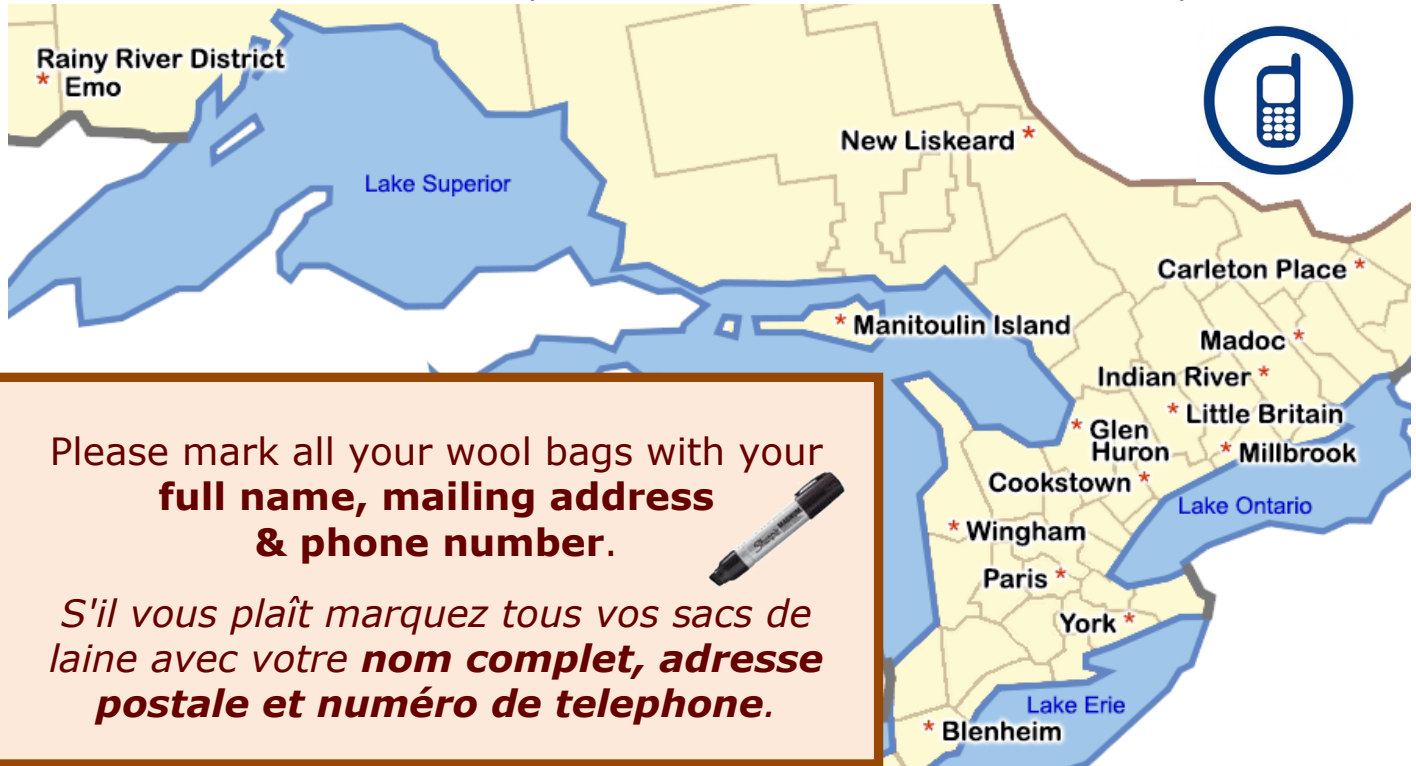 Rainy River District
* Emo
New Liskeard *
Lake Superior
Carleton Place *
* Manitoulin Island
Madoc *
Indian River *
* Little Britain
* Glen
Huron
* Millbrook
Cookstown *
Lake Ontario
* Wingham
Paris *
York *
Lake Erie
* Blenheim
Please mark all your wool bags with your
full name, mailing address
& phone number.
S'il vous plaît marquez tous vos sacs de
laine avec votre nom complet, adresse
postale et numéro de telephone.
Sharpie MAGNUM